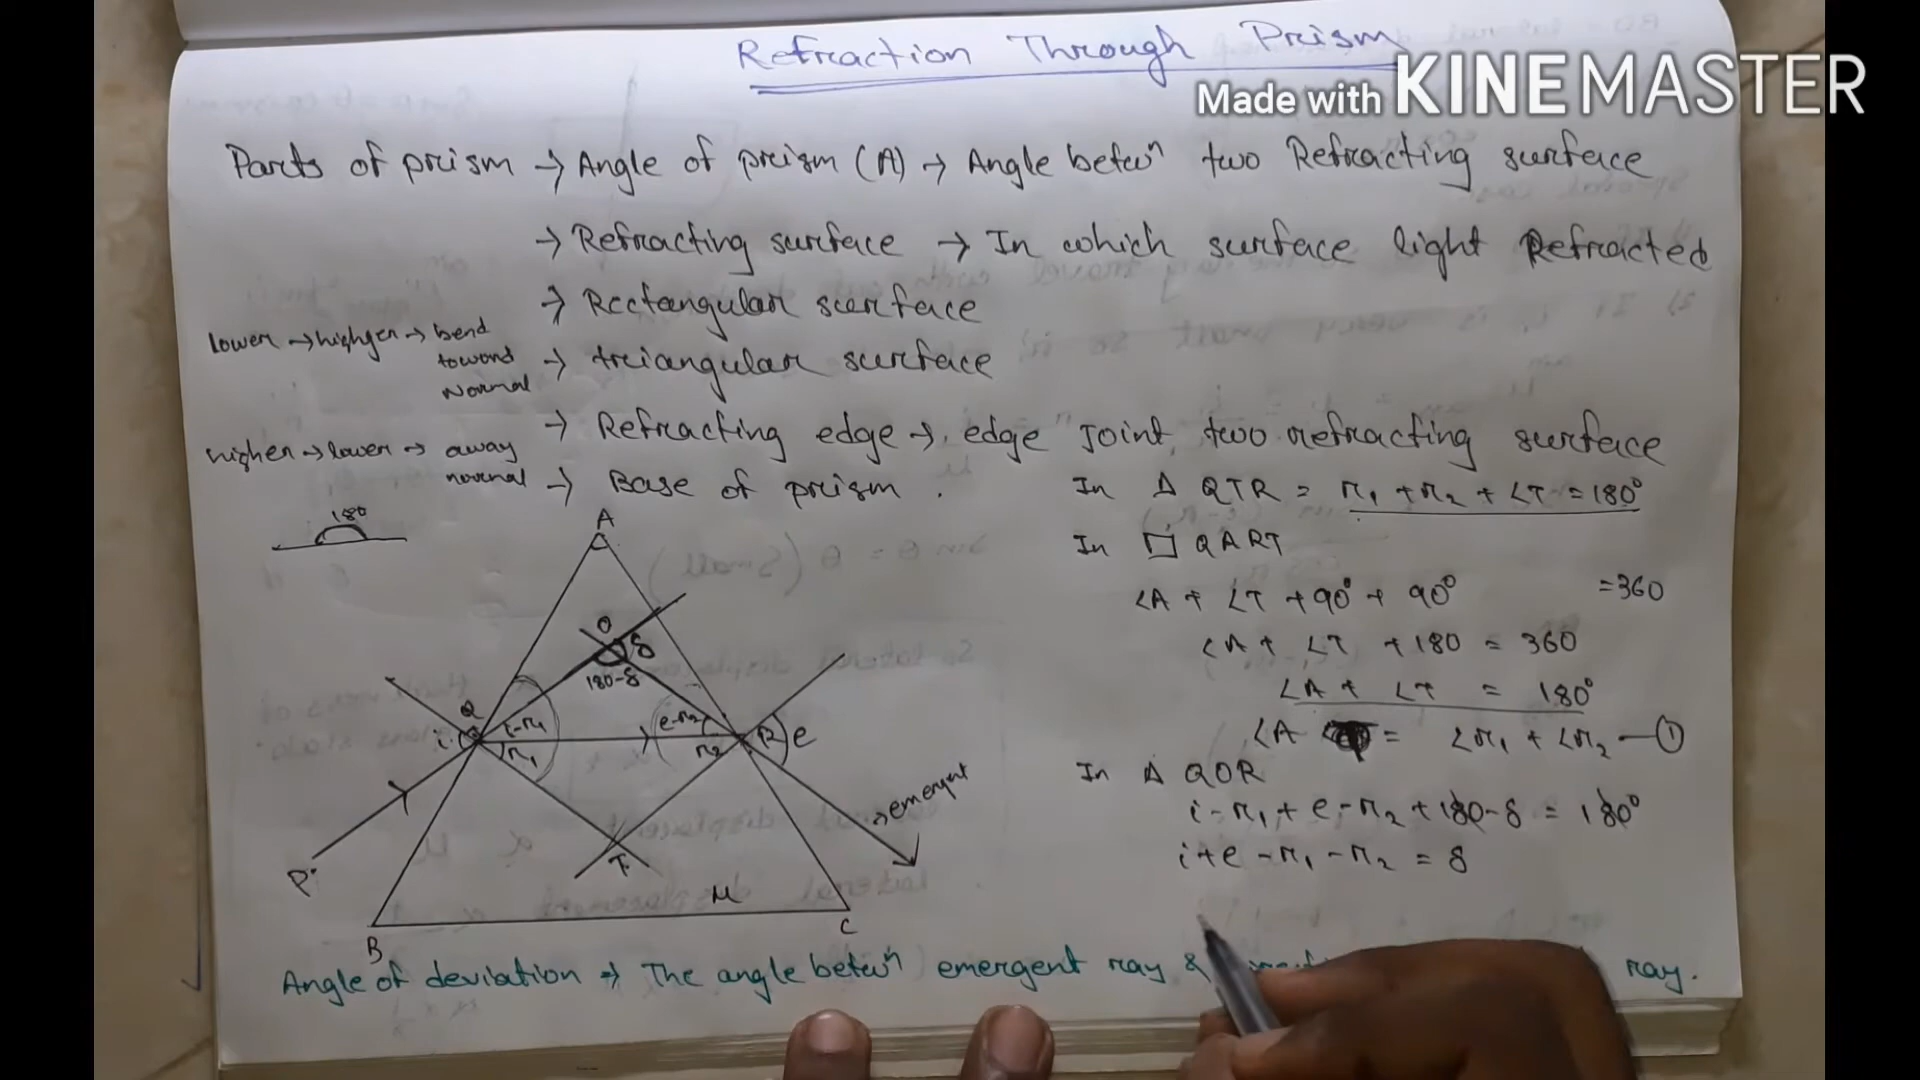 Refraction Through Prism
Made with KINEMASTER
Parts of prism → Angle of prism (A) → Angle betwⁿ two Refracting surface
→ Refracting surface → In which surface light Refracted
→ Rectangular surface
lower → highger → bend toward Normal
→ triangular surface
→ Refracting edge → edge Joint two refracting surface
higher → lower → away normal
→ Base of prism .
180
In Δ QTR = r₁ + r₂ + ∠T = 180°
In □ QART
∠A + ∠T + 90° + 90° = 360
∠A + ∠T + 180 = 360
∠A + ∠T = 180°
∠A = ∠r₁ + ∠r₂ — ①
In Δ QOR
i - r₁ + e - r₂ + 180 - δ = 180°
i + e - r₁ - r₂ = δ
A
O
δ
180-δ
Q
i
i-r₁
r₁
e-r₂
r₂
R
e
→ emergent
P
T
μ
B
C
Angle of deviation → The angle betwⁿ emergent ray & ray.